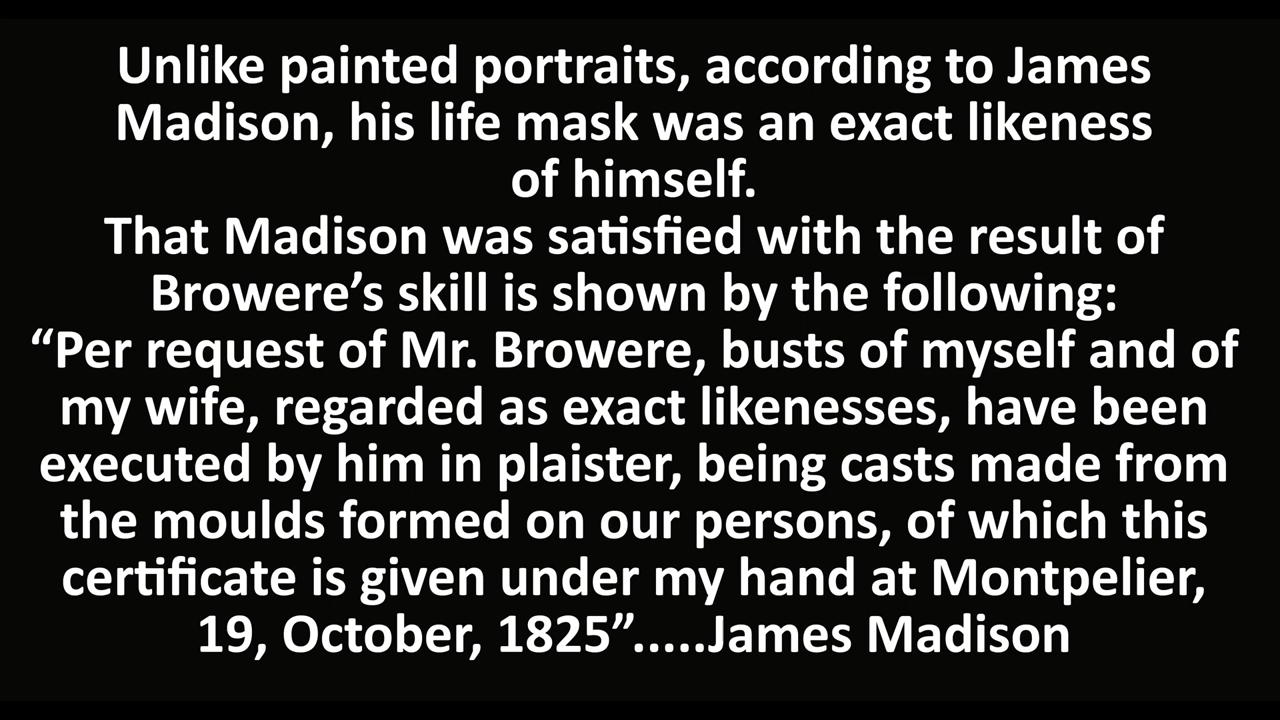 Unlike painted portraits, according to James
Madison, his life mask was an exact likeness
of himself.
That Madison was satisfied with the result of
Browere’s skill is shown by the following:
“Per request of Mr. Browere, busts of myself and of
my wife, regarded as exact likenesses, have been
executed by him in plaister, being casts made from
the moulds formed on our persons, of which this
certificate is given under my hand at Montpelier,
19, October, 1825”.....James Madison